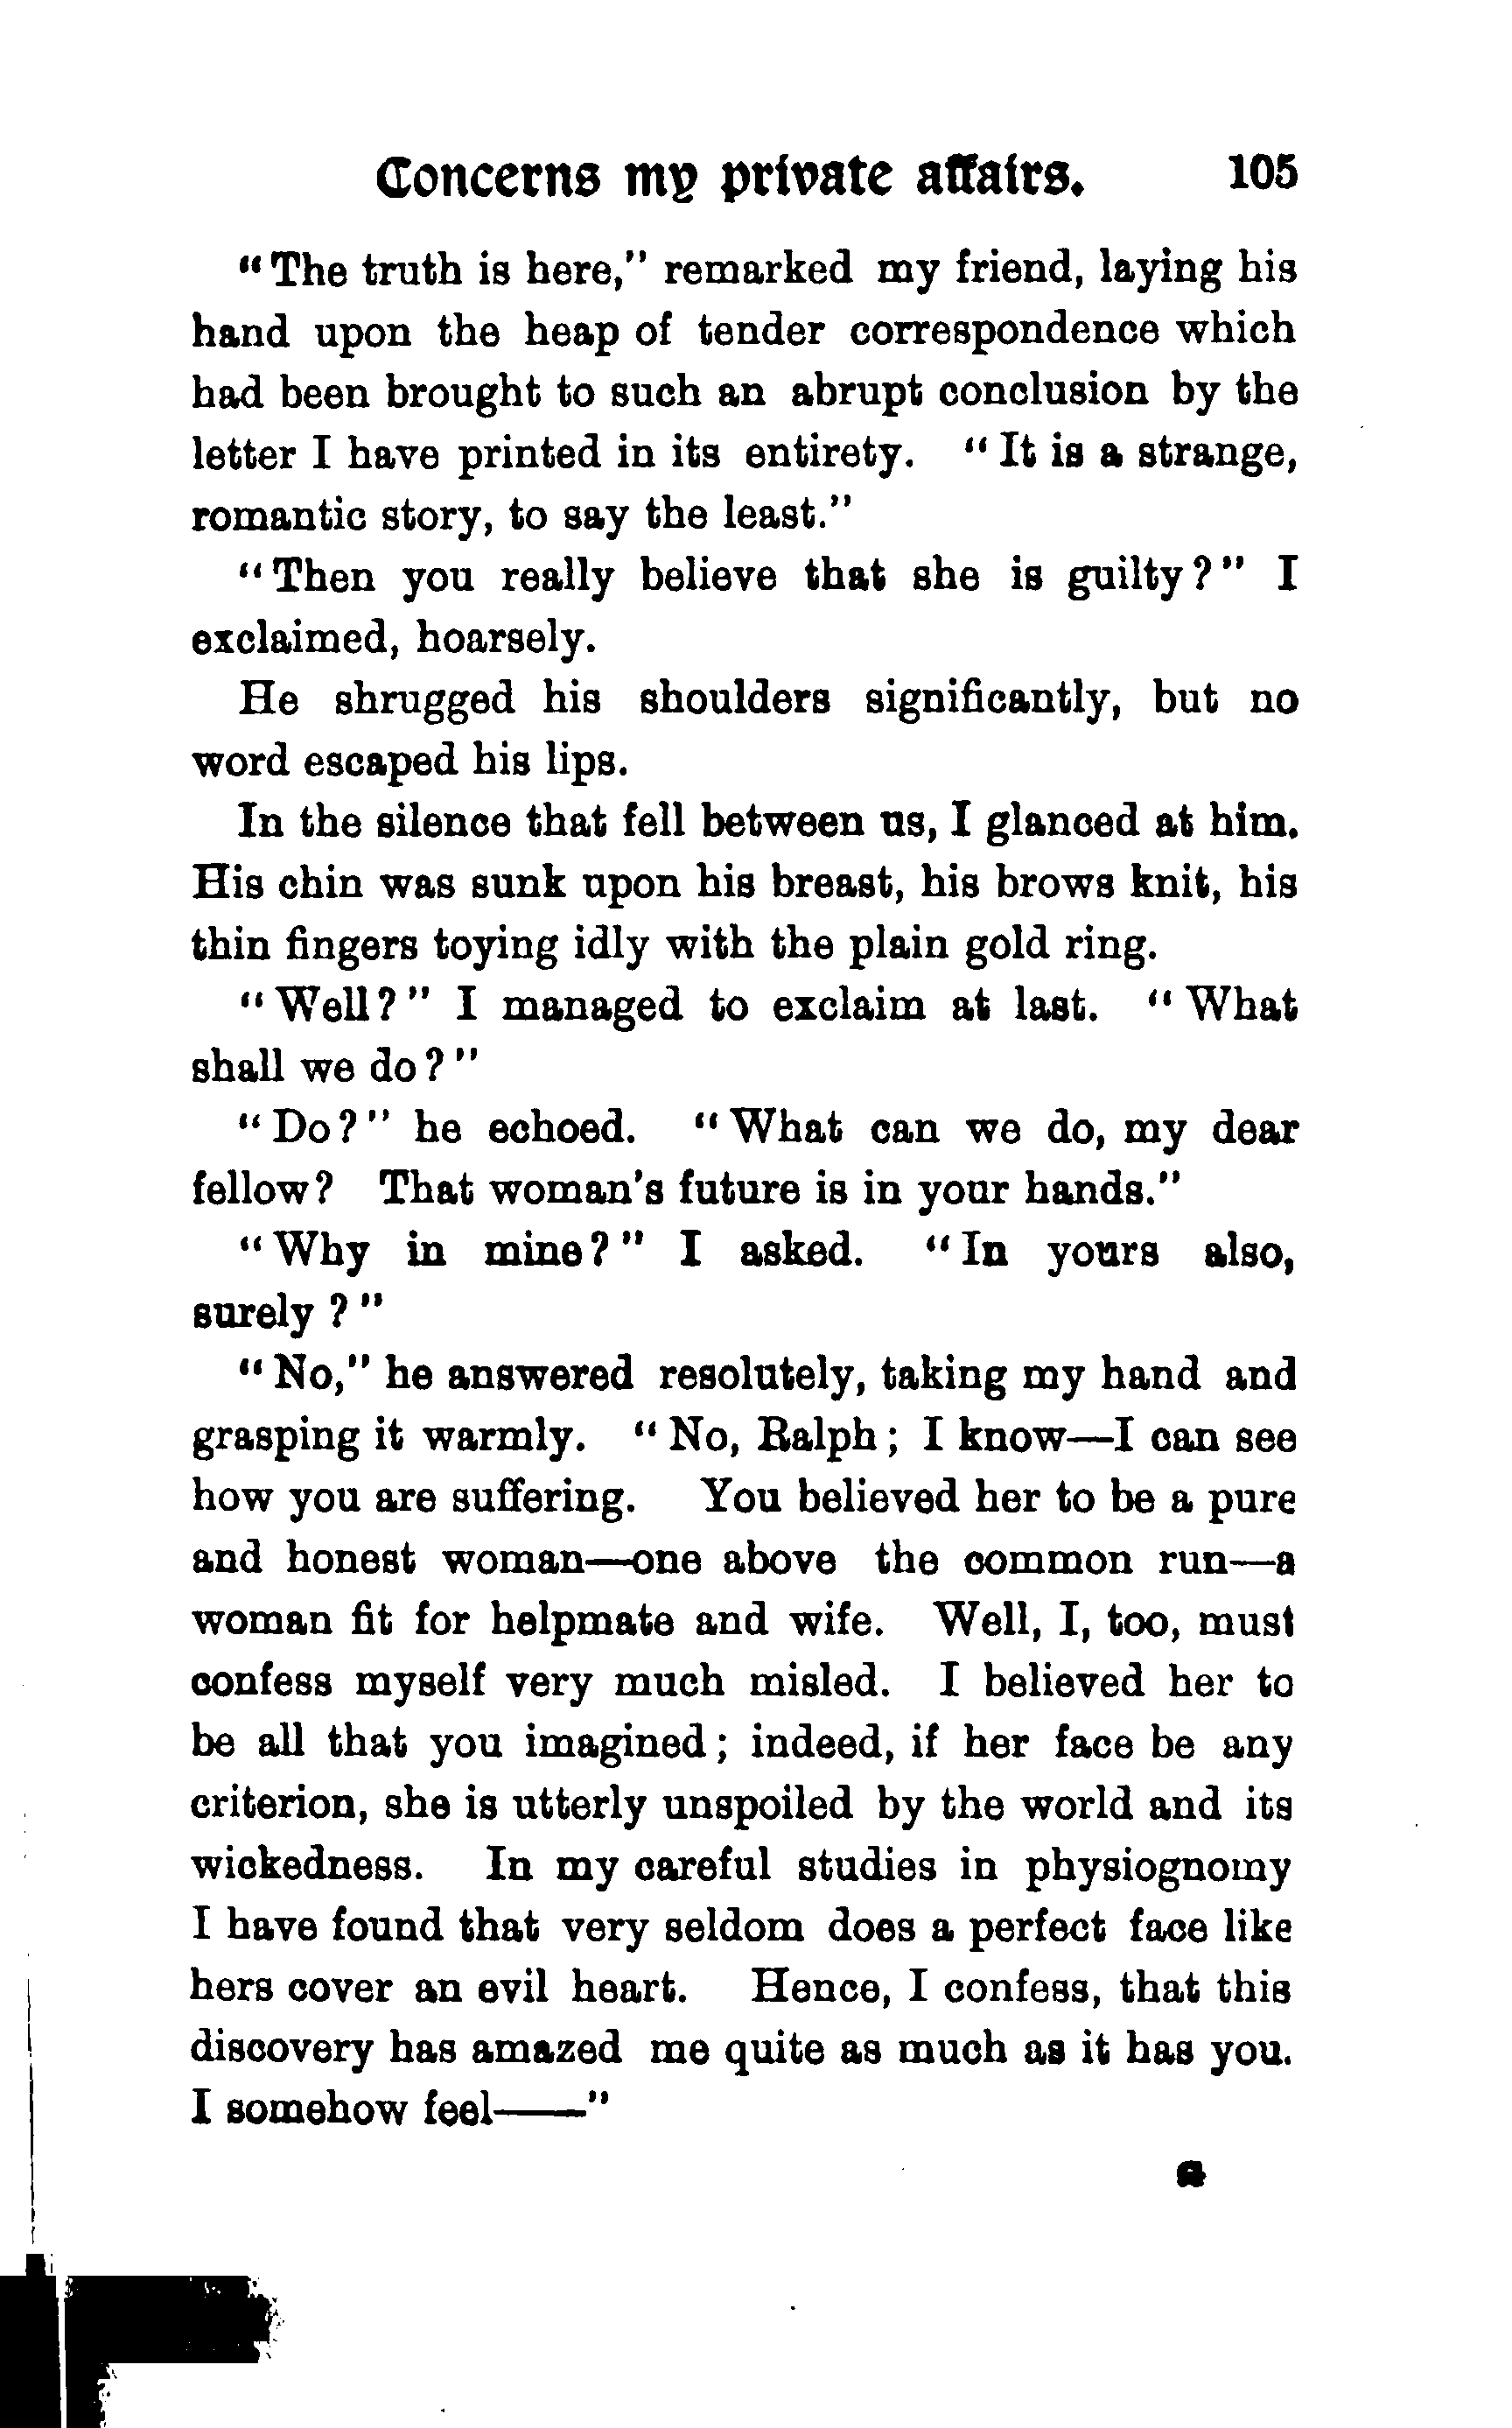 Concerns my private affairs. 105
"The truth is here," remarked my friend, laying his
hand upon the heap of tender correspondence which
had been brought to such an abrupt conclusion by the
letter I have printed in its entirety. "It is a strange,
romantic story, to say the least."
"Then you really believe that she is guilty?" I
exclaimed, hoarsely.
He shrugged his shoulders significantly, but no
word escaped his lips.
In the silence that fell between us, I glanced at him.
His chin was sunk upon his breast, his brows knit, his
thin fingers toying idly with the plain gold ring.
"Well?" I managed to exclaim at last. "What
shall we do?"
"Do?" he echoed. "What can we do, my dear
fellow? That woman's future is in your hands."
"Why in mine?" I asked. "In yours also,
surely?"
"No," he answered resolutely, taking my hand and
grasping it warmly. "No, Ralph; I know—I can see
how you are suffering. You believed her to be a pure
and honest woman—one above the common run—a
woman fit for helpmate and wife. Well, I, too, must
confess myself very much misled. I believed her to
be all that you imagined; indeed, if her face be any
criterion, she is utterly unspoiled by the world and its
wickedness. In my careful studies in physiognomy
I have found that very seldom does a perfect face like
hers cover an evil heart. Hence, I confess, that this
discovery has amazed me quite as much as it has you.
I somehow feel——"